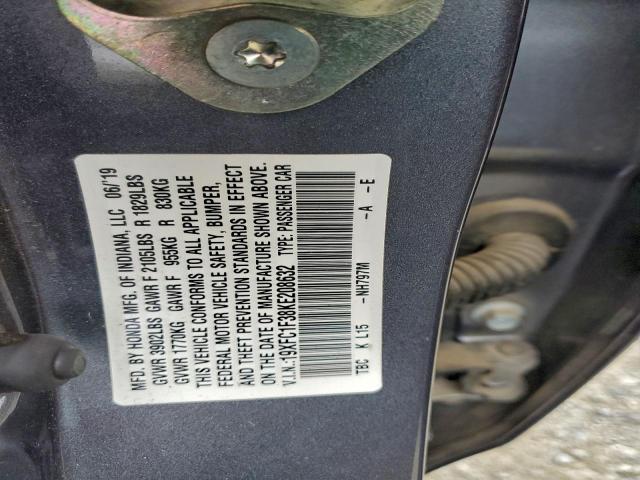 MFD. BY HONDA MFG. OF INDIANA, LLC 06/19
GVWR 3902LBS GAWR F 2105LBS R 1829LBS
GVWR 1770KG GAWR F 955KG R 830KG
THIS VEHICLE CONFORMS TO ALL APPLICABLE
FEDERAL MOTOR VEHICLE SAFETY, BUMPER,
AND THEFT PREVENTION STANDARDS IN EFFECT
ON THE DATE OF MANUFACTURE SHOWN ABOVE.
V.I.N.:19XFC1F38KE208632 TYPE: PASSENGER CAR
TBC K L15 -NH797M -A -E